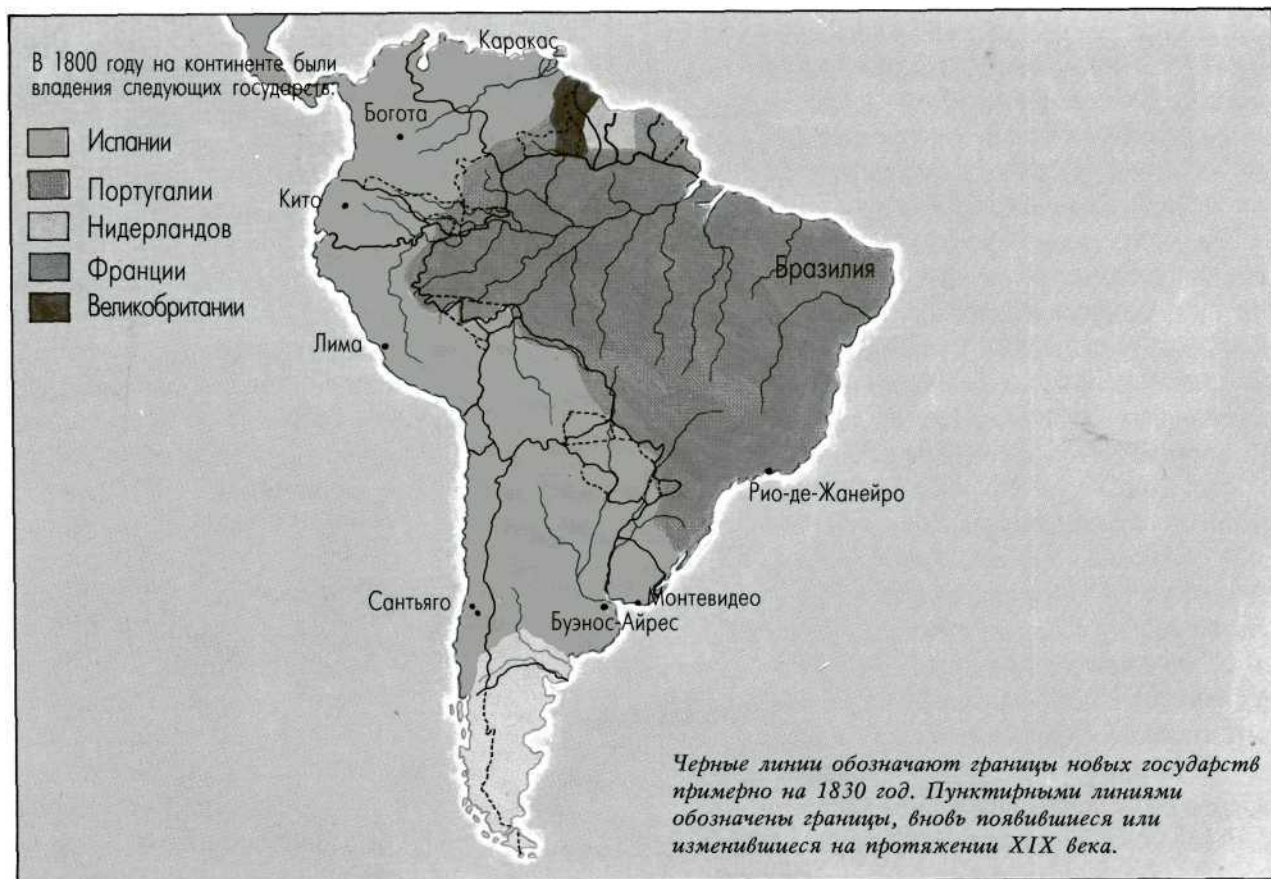 В 1800 году на континенте были
владения следующих государств:
Испании
Португалии
Нидерландов
Франции
Великобритании
Каракас
Богота
Кито
Бразилия
Лима
Рио-де-Жанейро
Сантьяго
Монтевидео
Буэнос-Айрес
Черные линии обозначают границы новых государств
примерно на 1830 год. Пунктирными линиями
обозначены границы, вновь появившиеся или
изменившиеся на протяжении XIX века.